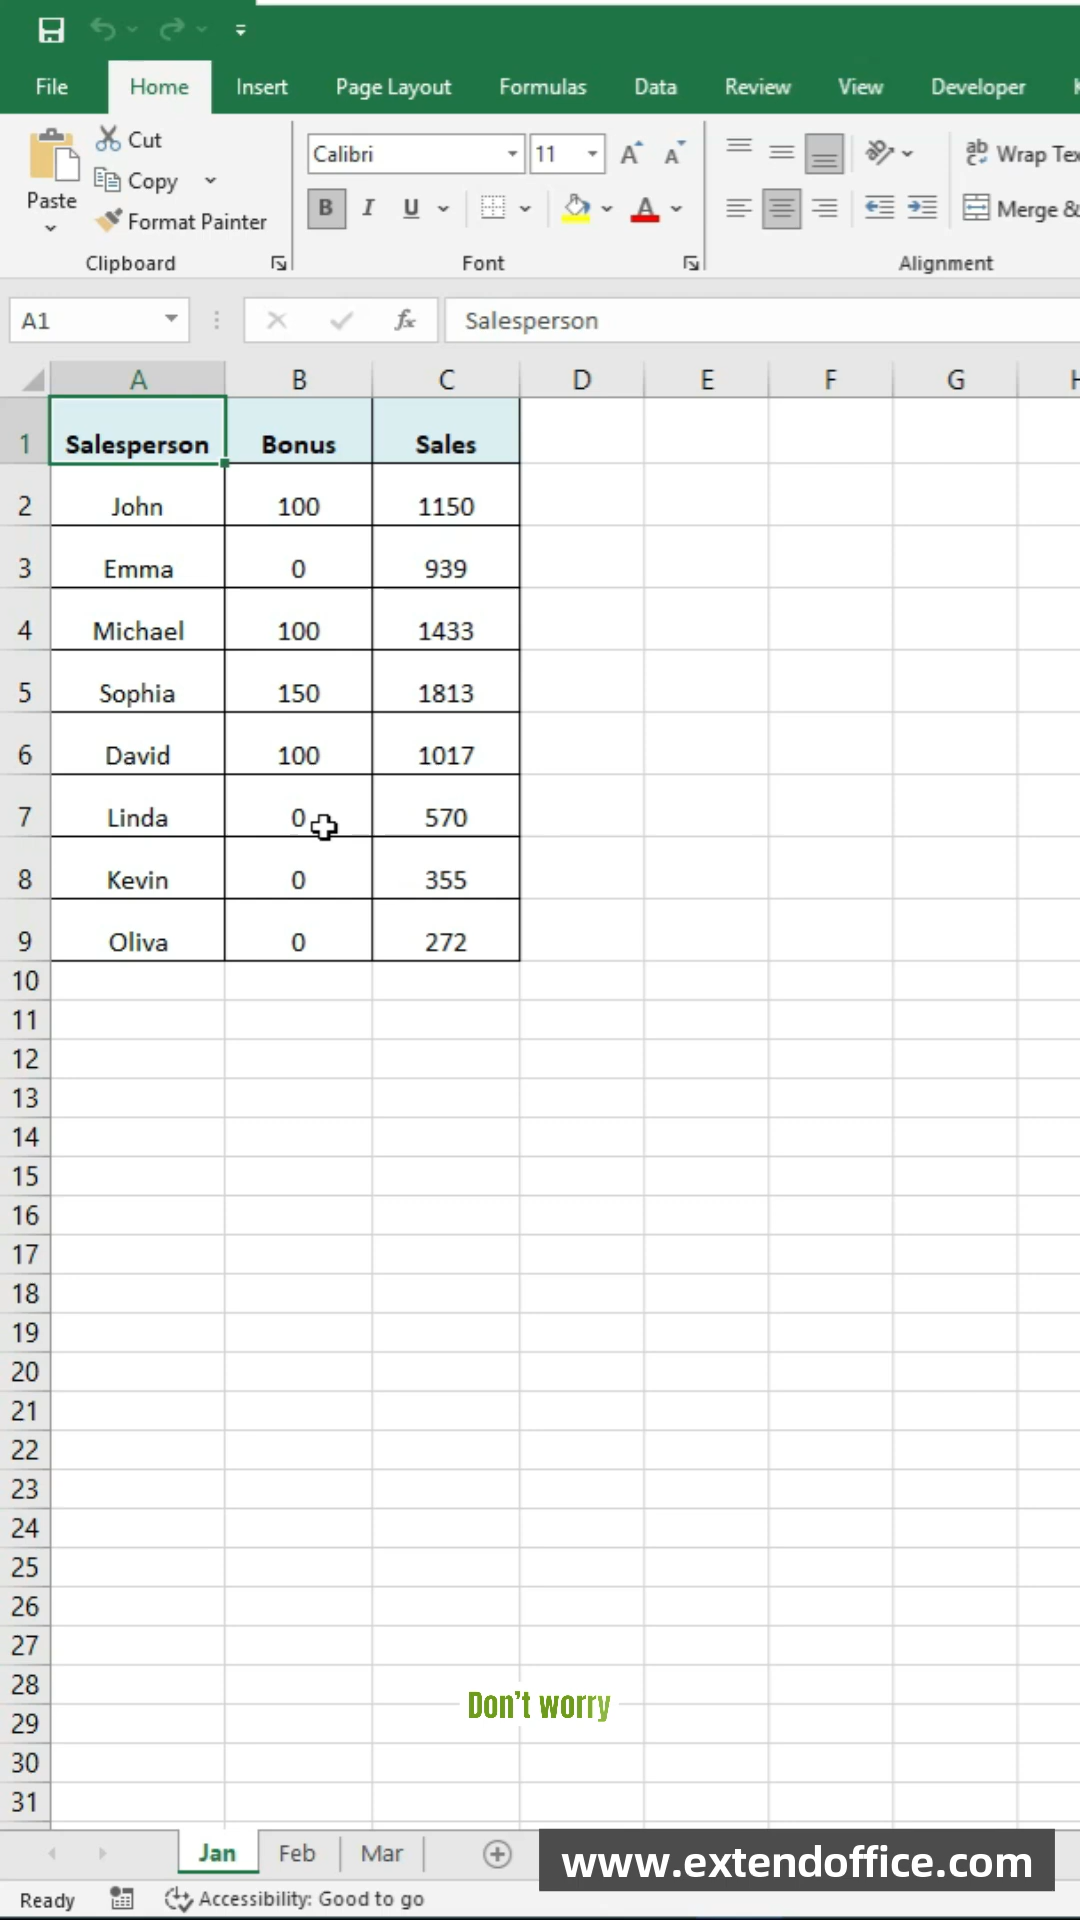 File Home Insert Page Layout Formulas Data Review View Developer
Cut
Copy
Format Painter
Paste
Clipboard
Calibri 11 A A
B I U A
Font
ab Wrap Tex
Merge &
Alignment
A1 fx Salesperson
A B C D E F G H
1 Salesperson Bonus Sales
2 John 100 1150
3 Emma 0 939
4 Michael 100 1433
5 Sophia 150 1813
6 David 100 1017
7 Linda 0 570
8 Kevin 0 355
9 Oliva 0 272
10
11
12
13
14
15
16
17
18
19
20
21
22
23
24
25
26
27
28
Don't worry
29
30
31
Jan Feb Mar
www.extendoffice.com
Ready Accessibility: Good to go